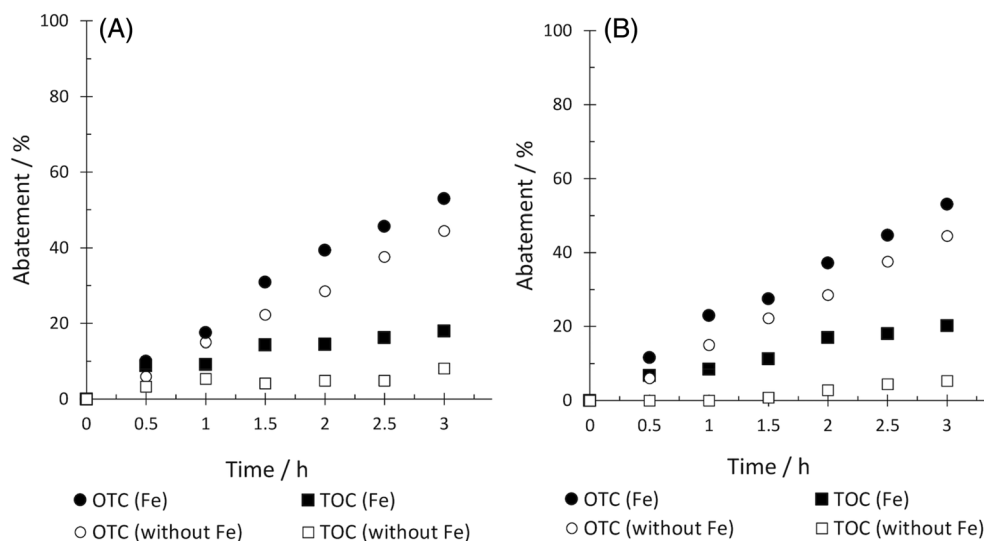 (A)
Abatement / %
100
80
60
40
20
0
0 0.5 1 1.5 2 2.5 3
Time / h
● OTC (Fe) ■ TOC (Fe)
○ OTC (without Fe) □ TOC (without Fe)
(B)
Abatement / %
100
80
60
40
20
0
0 0.5 1 1.5 2 2.5 3
Time / h
● OTC (Fe) ■ TOC (Fe)
○ OTC (without Fe) □ TOC (without Fe)